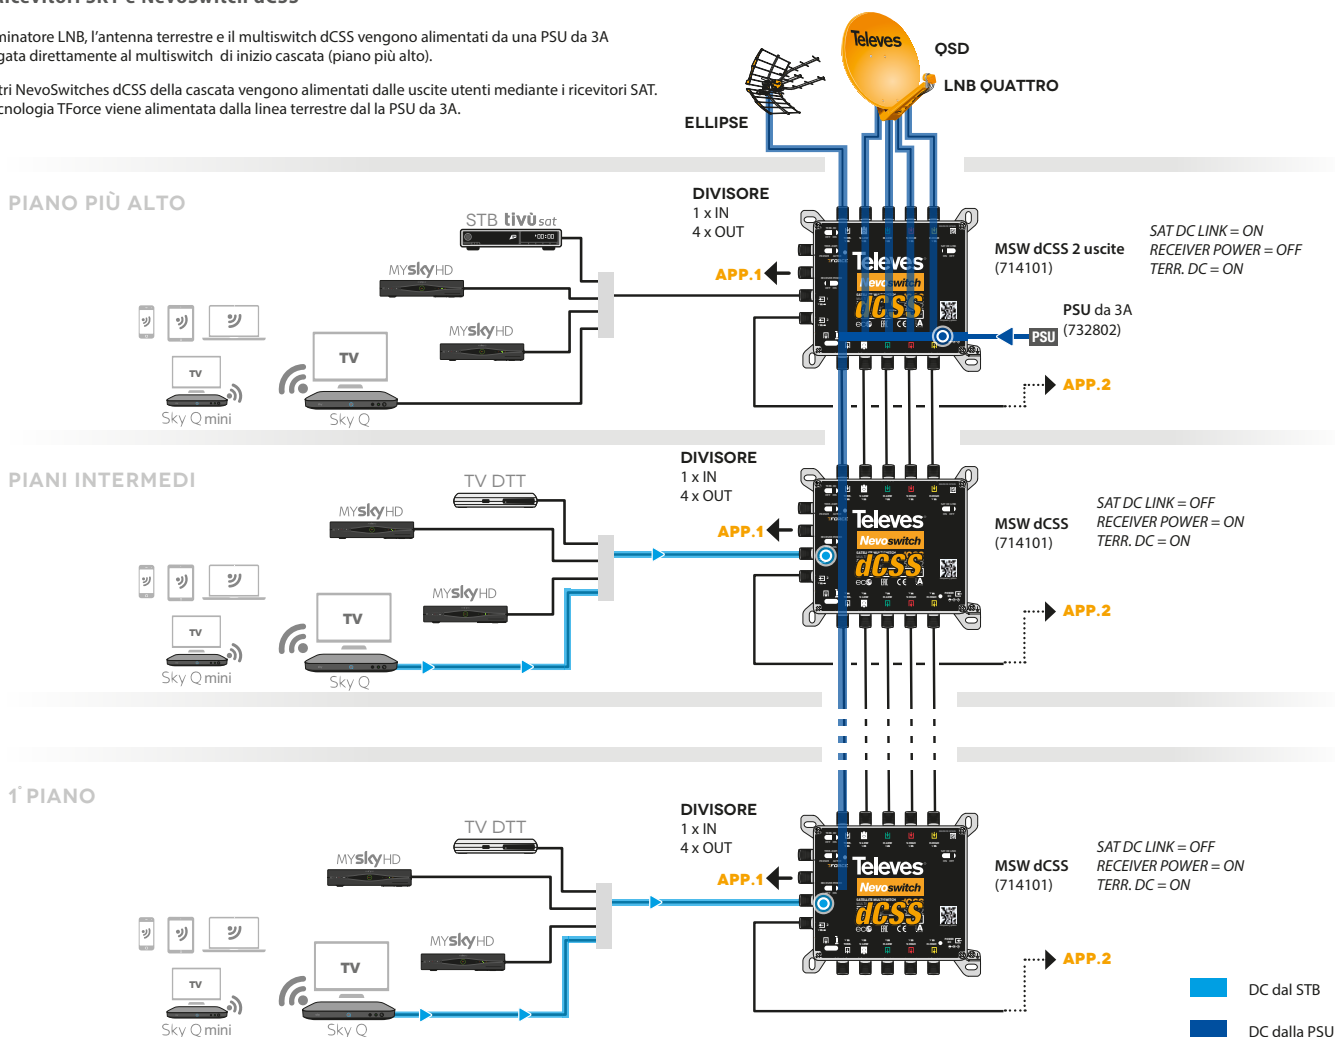 minatore LNB, l'antenna terrestre e il multiswitch dCSS vengono alimentati da una PSU da 3A
gata direttamente al multiswitch di inizio cascata (piano più alto).
tri NevoSwitches dCSS della cascata vengono alimentati dalle uscite utenti mediante i ricevitori SAT.
cnologia TForce viene alimentata dalla linea terrestre dal la PSU da 3A.
Televes
QSD
LNB QUATTRO
ELLIPSE
PIANO PIÙ ALTO
STB tivùsat
MYskyHD
MYskyHD
TV
TV
Sky Q mini
Sky Q
DIVISORE
1 x IN
4 x OUT
APP.1
Televes
Nevoswitch
dCSS
MSW dCSS 2 uscite
(714101)
SAT DC LINK = ON
RECEIVER POWER = OFF
TERR. DC = ON
PSU da 3A
(732802)
PSU
APP.2
PIANI INTERMEDI
TV DTT
MYskyHD
MYskyHD
TV
TV
Sky Q mini
Sky Q
DIVISORE
1 x IN
4 x OUT
APP.1
Televes
Nevoswitch
dCSS
MSW dCSS
(714101)
SAT DC LINK = OFF
RECEIVER POWER = ON
TERR. DC = ON
APP.2
1° PIANO
TV DTT
MYskyHD
MYskyHD
TV
TV
Sky Q mini
Sky Q
DIVISORE
1 x IN
4 x OUT
APP.1
Televes
Nevoswitch
dCSS
MSW dCSS
(714101)
SAT DC LINK = OFF
RECEIVER POWER = ON
TERR. DC = ON
APP.2
DC dal STB
DC dalla PSU